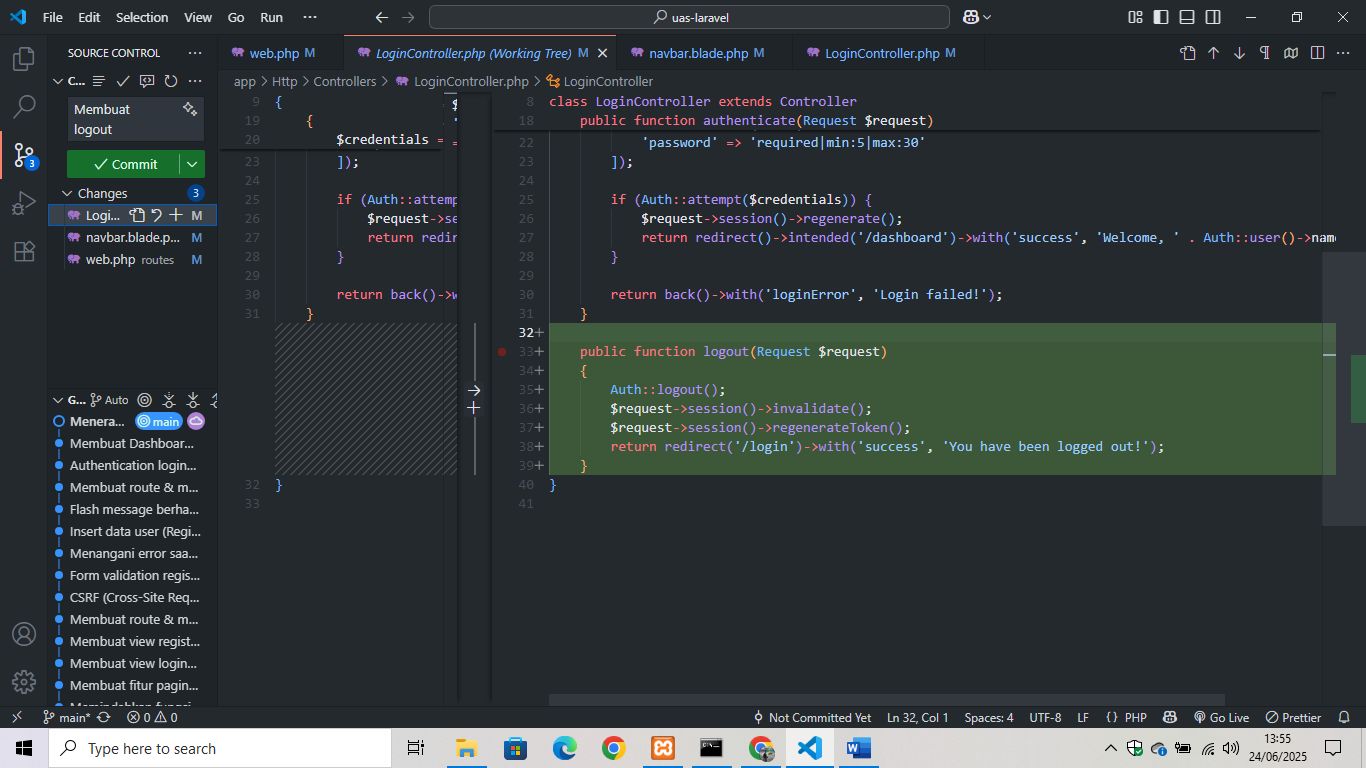 File Edit Selection View Go Run ··· uas-laravel
SOURCE CONTROL ···
web.php M
LoginController.php (Working Tree) M
navbar.blade.php M
LoginController.php M
C...
Membuat
logout
Commit
Changes 3
Logi... M
navbar.blade.p... M
web.php routes M
3
G... Auto
Menera... main
Membuat Dashboar...
Authentication login...
Membuat route & m...
Flash message berha...
Insert data user (Regi...
Menangani error saa...
Form validation regis...
CSRF (Cross-Site Req...
Membuat route & m...
Membuat view regist...
Membuat view login...
Membuat fitur pagin...
app > Http > Controllers > LoginController.php > LoginController
9 {
19 {
20 $credentials =
23 ]);
24
25 if (Auth::attemp
26 $request->se
27 return redir
28 }
29
30 return back()->w
31 }
32 }
33
8 class LoginController extends Controller
18 public function authenticate(Request $request)
22 'password' => 'required|min:5|max:30'
23 ]);
24
25 if (Auth::attempt($credentials)) {
26 $request->session()->regenerate();
27 return redirect()->intended('/dashboard')->with('success', 'Welcome, ' . Auth::user()->name
28 }
29
30 return back()->with('loginError', 'Login failed!');
31 }
32+
33+ public function logout(Request $request)
34+ {
35+ Auth::logout();
36+ $request->session()->invalidate();
37+ $request->session()->regenerateToken();
38+ return redirect('/login')->with('success', 'You have been logged out!');
39+ }
40 }
41
main* 0 0 Not Committed Yet Ln 32, Col 1 Spaces: 4 UTF-8 LF {} PHP Go Live Prettier
Type here to search
13:55
24/06/2025